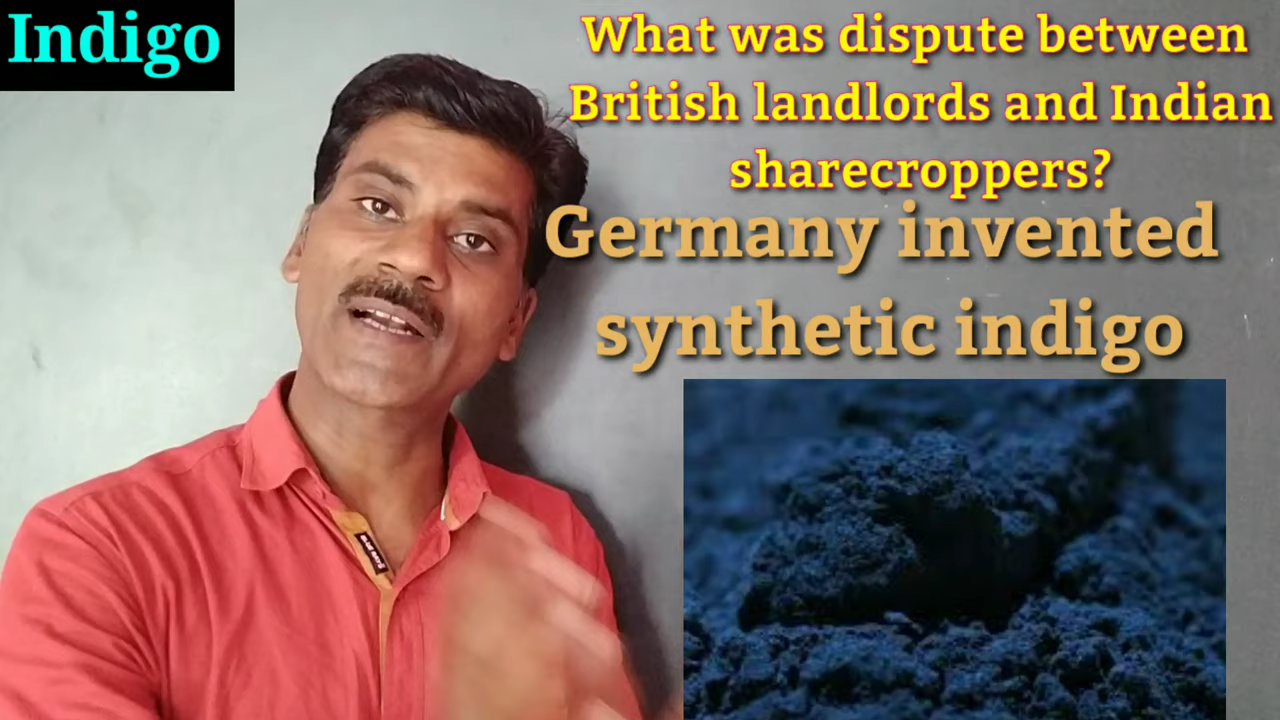 Indigo
What was dispute between
British landlords and Indian
sharecroppers?
Germany invented
synthetic indigo